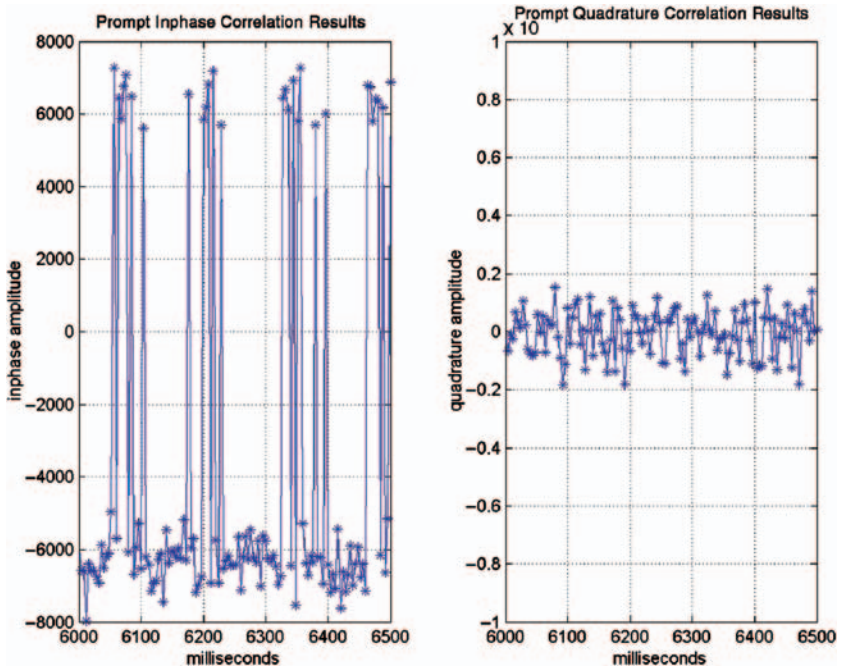 Prompt Inphase Correlation Results
8000
6000
4000
2000
0
−2000
−4000
−6000
−8000
6000 6100 6200 6300 6400 6500
milliseconds
inphase amplitude
Prompt Quadrature Correlation Results
1 x 10
0.8
0.6
0.4
0.2
0
−0.2
−0.4
−0.6
−0.8
−1
6000 6100 6200 6300 6400 6500
milliseconds
quadrature amplitude